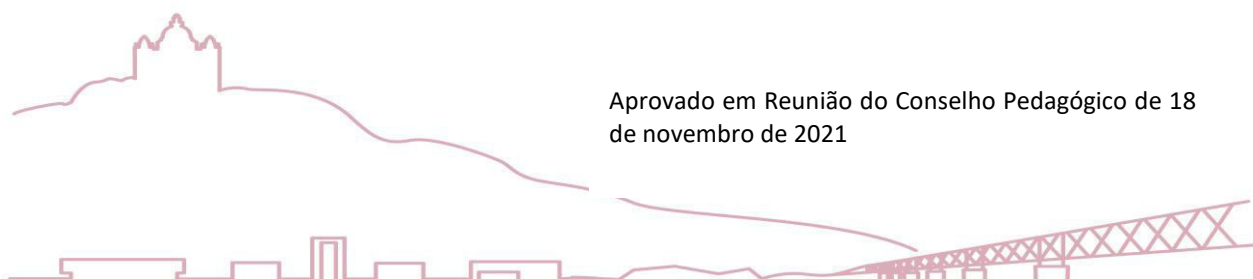 Aprovado em Reunião do Conselho Pedagógico de 18
de novembro de 2021